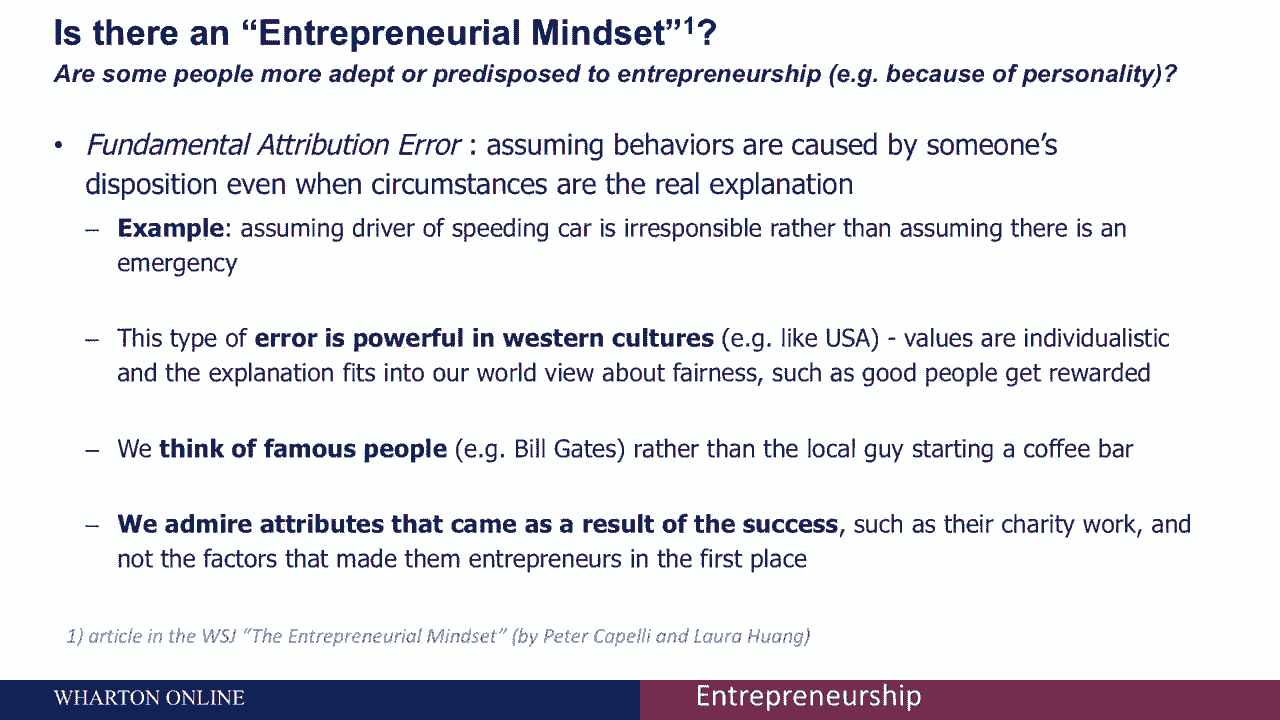 Is there an “Entrepreneurial Mindset”¹?
Are some people more adept or predisposed to entrepreneurship (e.g. because of personality)?
• Fundamental Attribution Error : assuming behaviors are caused by someone’s
disposition even when circumstances are the real explanation
– Example: assuming driver of speeding car is irresponsible rather than assuming there is an
emergency
– This type of error is powerful in western cultures (e.g. like USA) - values are individualistic
and the explanation fits into our world view about fairness, such as good people get rewarded
– We think of famous people (e.g. Bill Gates) rather than the local guy starting a coffee bar
– We admire attributes that came as a result of the success, such as their charity work, and
not the factors that made them entrepreneurs in the first place
1) article in the WSJ “The Entrepreneurial Mindset” (by Peter Capelli and Laura Huang)
WHARTON ONLINE
Entrepreneurship